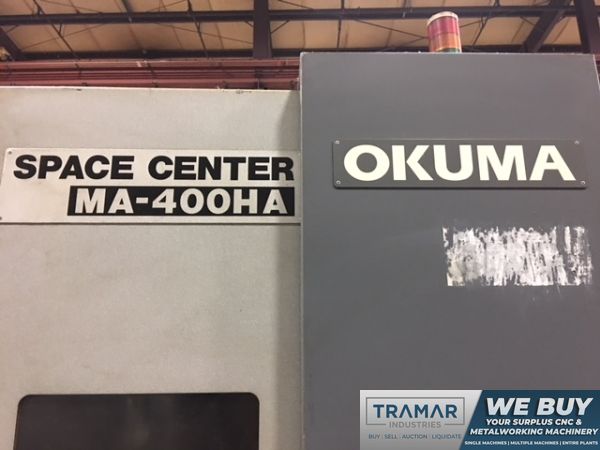 SPACE CENTER
MA-400HA
OKUMA
TRAMAR
INDUSTRIES
BUY | SELL | AUCTION | LIQUIDATE
WE BUY
YOUR SURPLUS CNC &
METALWORKING MACHINERY
SINGLE MACHINES | MULTIPLE MACHINES | ENTIRE PLANTS